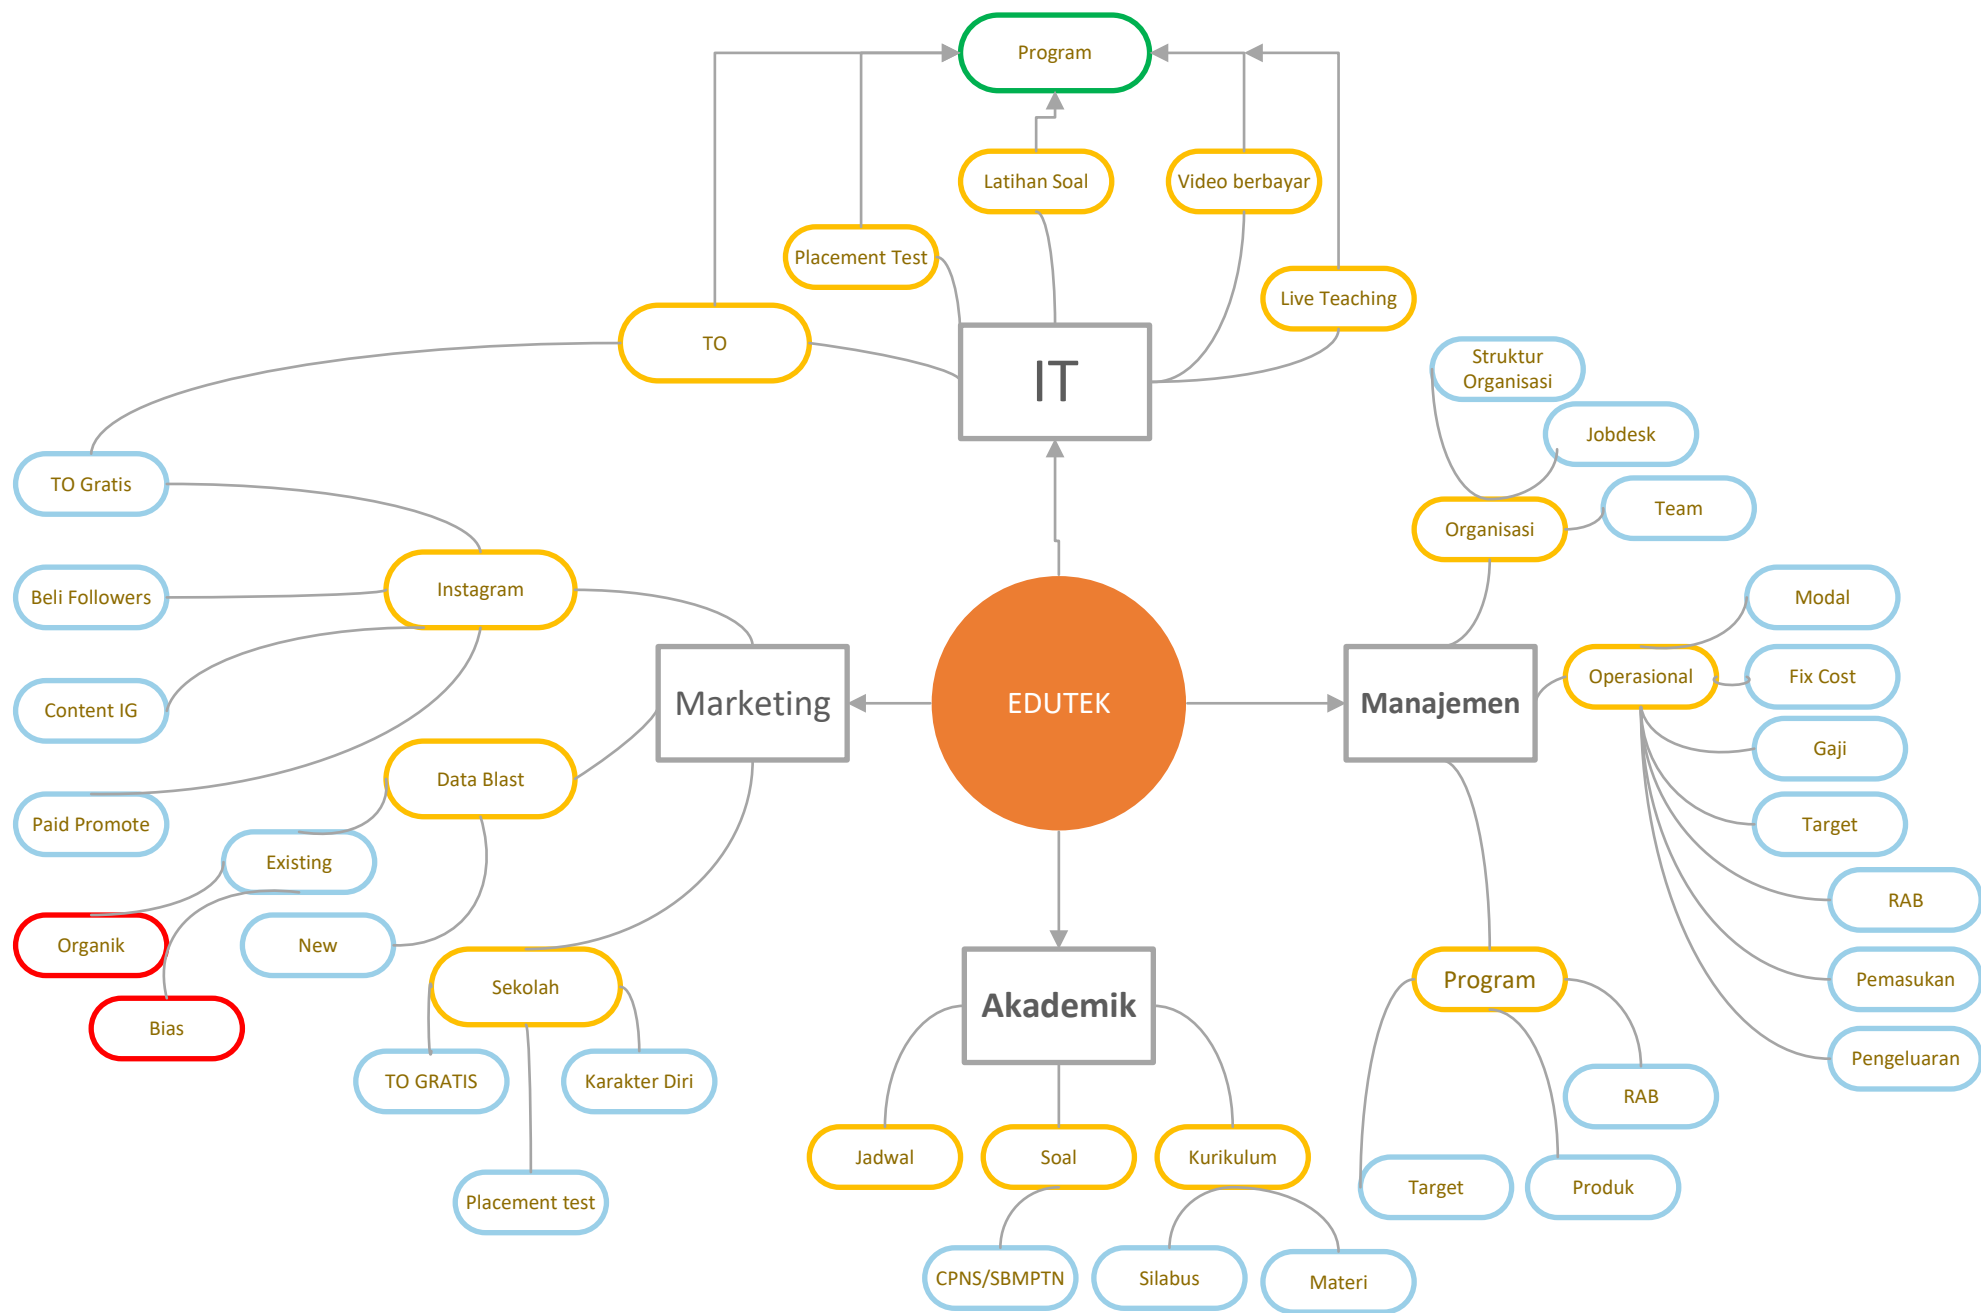 Program
Latihan Soal
Video berbayar
Placement Test
Live Teaching
TO
IT
Struktur
Organisasi
Jobdesk
TO Gratis
Team
Organisasi
Instagram
Beli Followers
Modal
Operasional
Fix Cost
Marketing
EDUTEK
Manajemen
Content IG
Gaji
Data Blast
Paid Promote
Target
Existing
RAB
Organik
New
Pemasukan
Program
Sekolah
Akademik
Bias
Pengeluaran
TO GRATIS
Karakter Diri
RAB
Jadwal
Soal
Kurikulum
Target
Produk
Placement test
CPNS/SBMPTN
Silabus
Materi